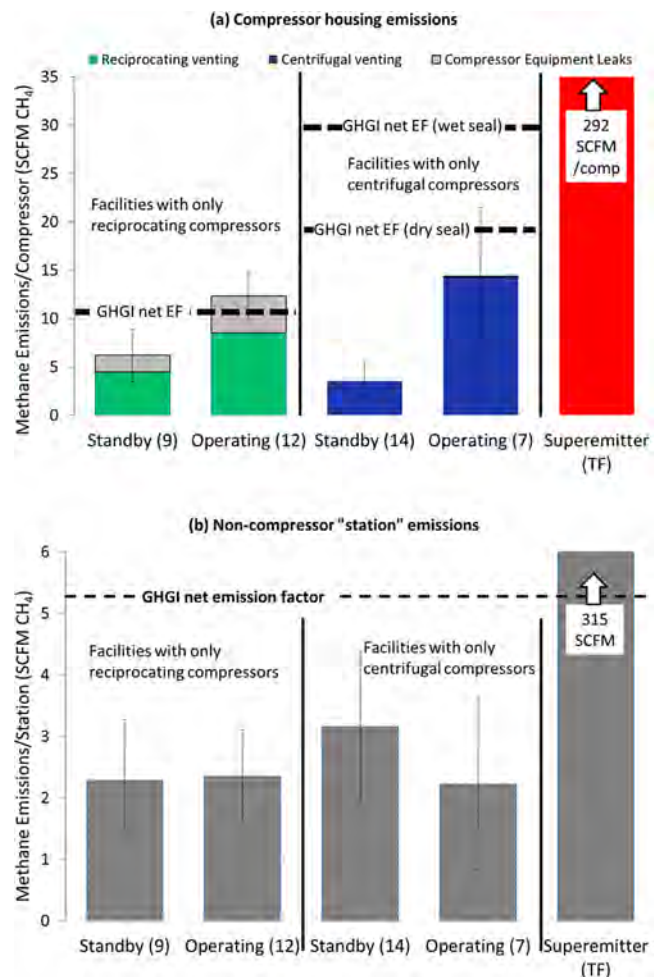 (a) Compressor housing emissions
Reciprocating venting Centrifugal venting Compressor Equipment Leaks
Methane Emissions/Compressor (SCFM CH₄)
35
30
25
20
15
10
5
0
GHGI net EF (wet seal)
292
SCFM
/comp
Facilities with only
centrifugal compressors
Facilities with only
reciprocating compressors
GHGI net EF (dry seal)
GHGI net EF
Standby (9) Operating (12) Standby (14) Operating (7) Superemitter
(TF)
(b) Non-compressor "station" emissions
Methane Emissions/Station (SCFM CH₄)
6
5
4
3
2
1
0
GHGI net emission factor
315
SCFM
Facilities with only
reciprocating compressors
Facilities with only
centrifugal compressors
Standby (9) Operating (12) Standby (14) Operating (7) Superemitter
(TF)